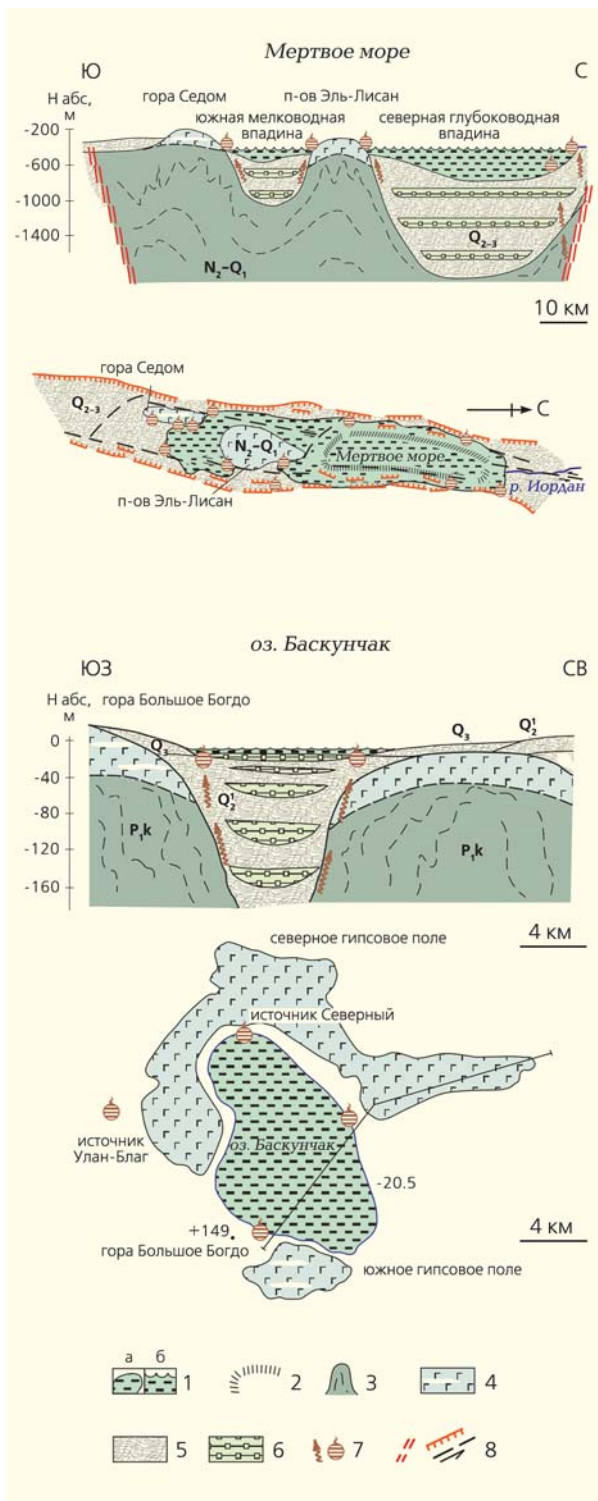 Мертвое море
Ю С
Н абс,
м
гора Седом п-ов Эль-Лисан
южная мелководная
впадина
северная глубоководная
впадина
-200
-600
-1000
-1400
N₂–Q₁
Q₂₋₃
10 км
гора Седом
Q₂₋₃
N₂–Q₁
Мертвое море
С
р. Иордан
п-ов Эль-Лисан
оз. Баскунчак
ЮЗ СВ
Н абс,
м
гора Большое Богдо
0
-40
-80
-120
-160
Q₃
Q₃
Q¹₂
Q¹₂
P₁k
P₁k
4 км
северное гипсовое поле
источник Северный
источник
Улан-Благ
оз. Баскунчак
-20.5
+149
гора Большое Богдо
4 км
южное гипсовое поле
а б
1 2 3 4
5 6 7 8